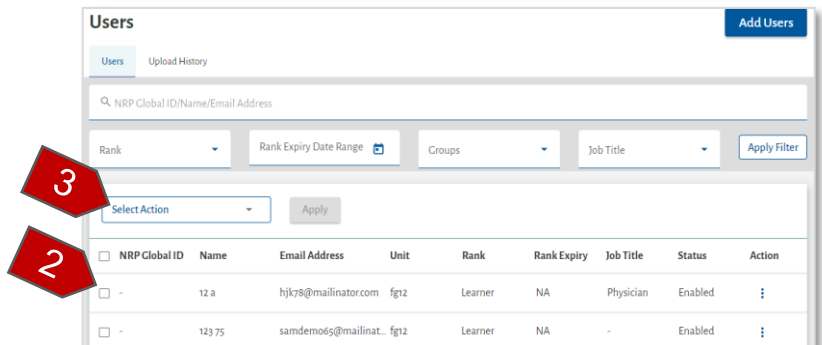 Users
Add Users
Users Upload History
NRP Global ID/Name/Email Address
Rank Rank Expiry Date Range Groups Job Title Apply Filter
3
Select Action Apply
2
NRP Global ID Name Email Address Unit Rank Rank Expiry Job Title Status Action
- 12 a hjk78@mailinator.com fg12 Learner NA Physician Enabled
- 123 75 samdemo65@mailinat... fg12 Learner NA - Enabled